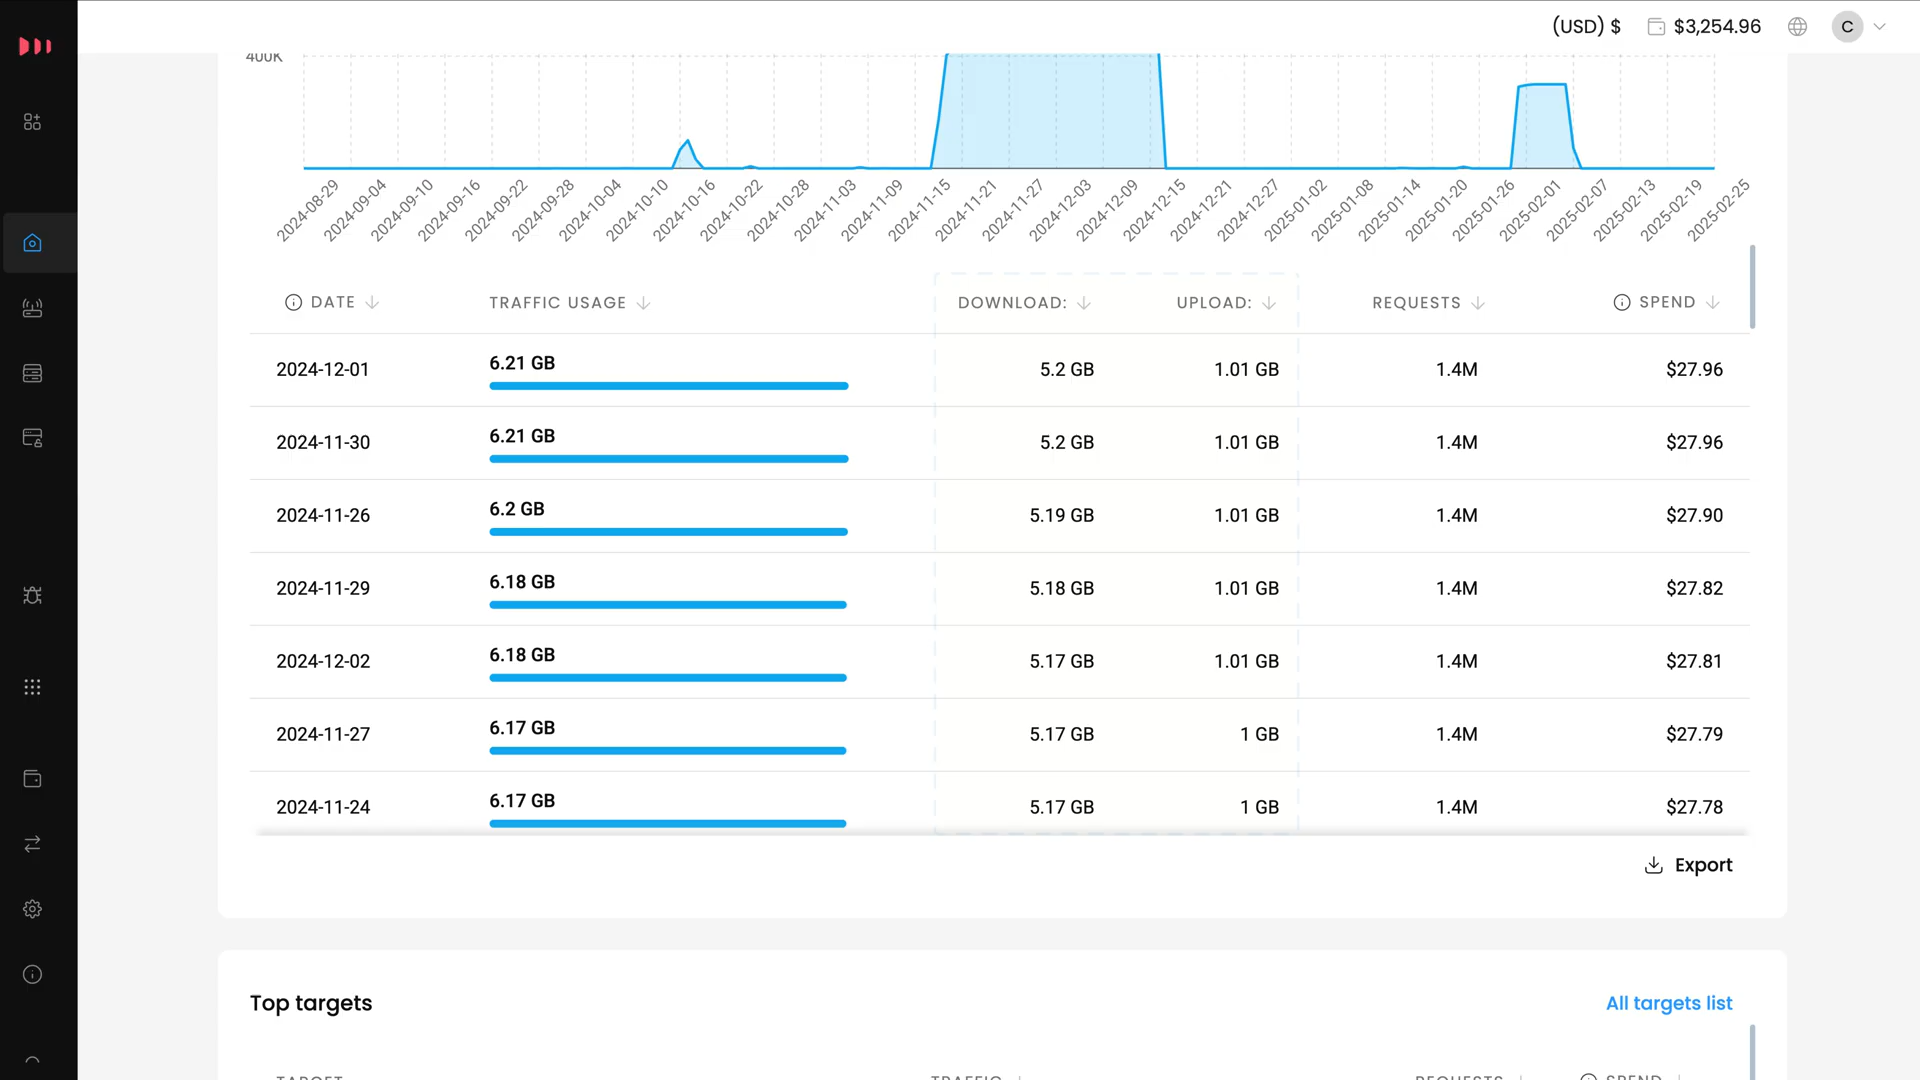 (USD) $ $3,254.96 C
400K
2024-08-29 2024-09-04 2024-09-10 2024-09-16 2024-09-22 2024-09-28 2024-10-04 2024-10-10 2024-10-16 2024-10-22 2024-10-28 2024-11-03 2024-11-09 2024-11-15 2024-11-21 2024-11-27 2024-12-03 2024-12-09 2024-12-15 2024-12-21 2024-12-27 2025-01-02 2025-01-08 2025-01-14 2025-01-20 2025-01-26 2025-02-01 2025-02-07 2025-02-13 2025-02-19 2025-02-25
DATE TRAFFIC USAGE DOWNLOAD: UPLOAD: REQUESTS SPEND
2024-12-01 6.21 GB 5.2 GB 1.01 GB 1.4M $27.96
2024-11-30 6.21 GB 5.2 GB 1.01 GB 1.4M $27.96
2024-11-26 6.2 GB 5.19 GB 1.01 GB 1.4M $27.90
2024-11-29 6.18 GB 5.18 GB 1.01 GB 1.4M $27.82
2024-12-02 6.18 GB 5.17 GB 1.01 GB 1.4M $27.81
2024-11-27 6.17 GB 5.17 GB 1 GB 1.4M $27.79
2024-11-24 6.17 GB 5.17 GB 1 GB 1.4M $27.78
Export
Top targets All targets list
TARGET TRAFFIC REQUESTS SPEND